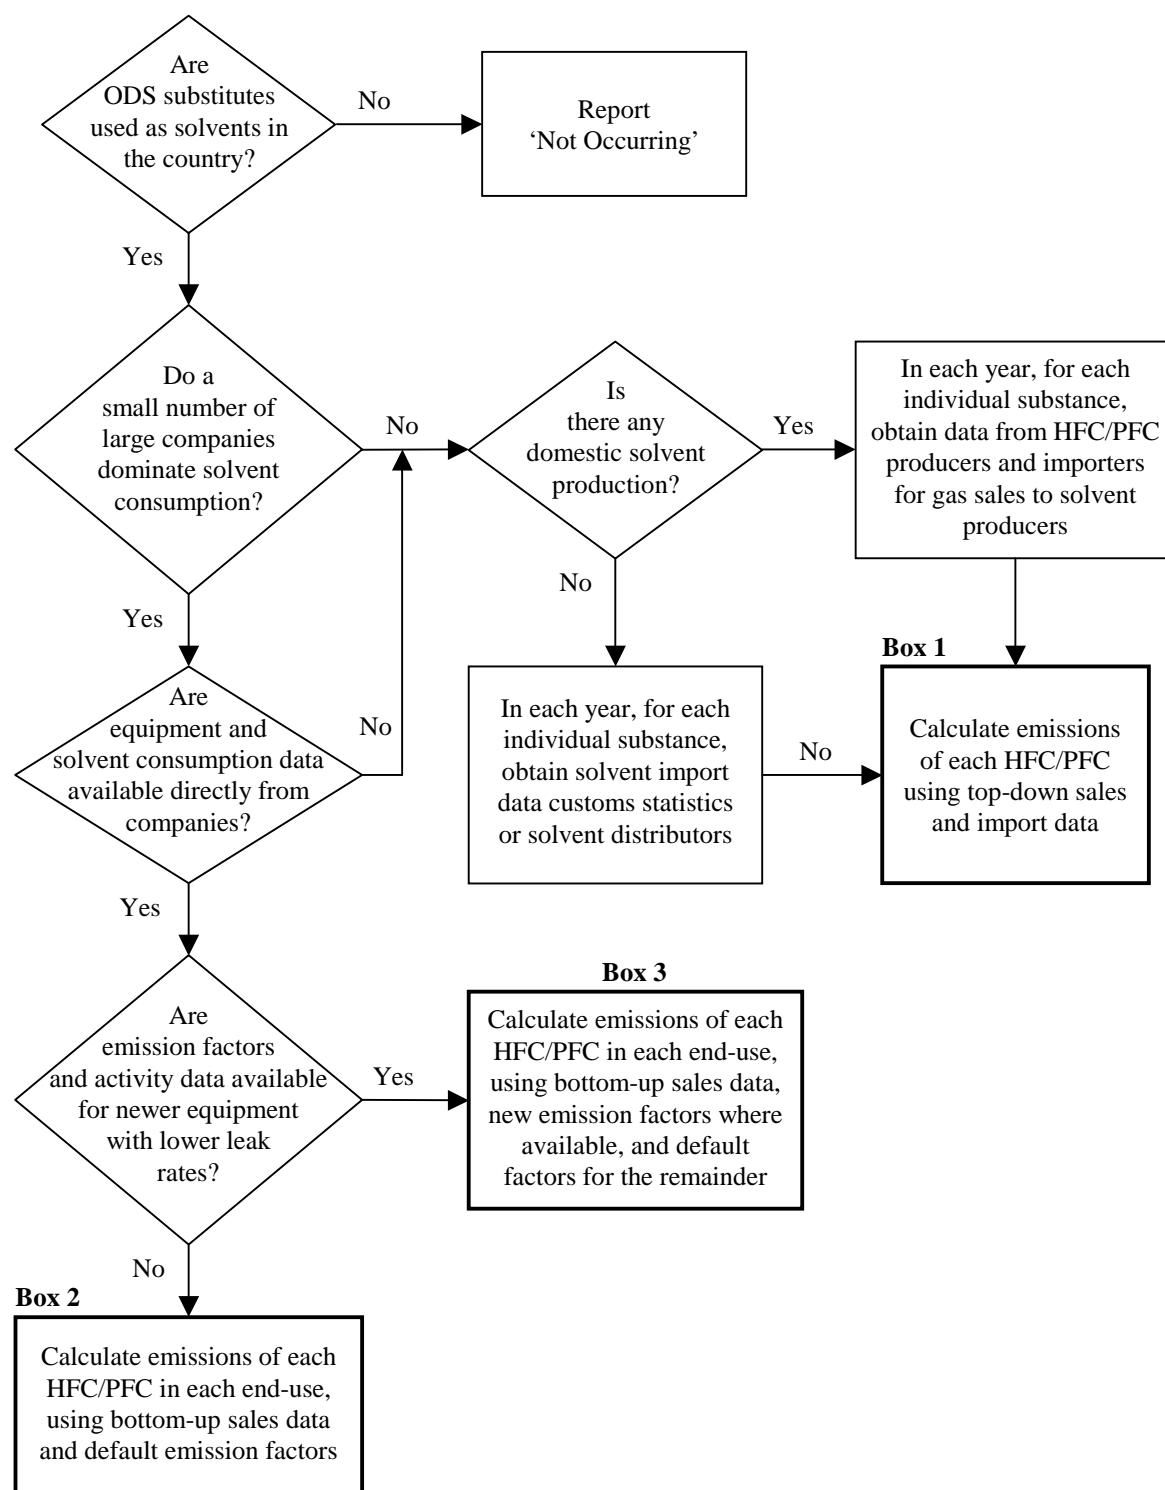 Are
ODS substitutes
used as solvents in
the country?
No
Report
‘Not Occurring’
Yes
Do a
small number of
large companies
dominate solvent
consumption?
No
Is
there any
domestic solvent
production?
Yes
In each year, for each
individual substance,
obtain data from HFC/PFC
producers and importers
for gas sales to solvent
producers
Yes
No
Are
equipment and
solvent consumption data
available directly from
companies?
No
In each year, for each
individual substance,
obtain solvent import
data customs statistics
or solvent distributors
No
Box 1
Calculate emissions
of each HFC/PFC
using top-down sales
and import data
Yes
Are
emission factors
and activity data available
for newer equipment
with lower leak
rates?
Yes
Box 3
Calculate emissions of each
HFC/PFC in each end-use,
using bottom-up sales data,
new emission factors where
available, and default
factors for the remainder
No
Box 2
Calculate emissions of each
HFC/PFC in each end-use,
using bottom-up sales data
and default emission factors